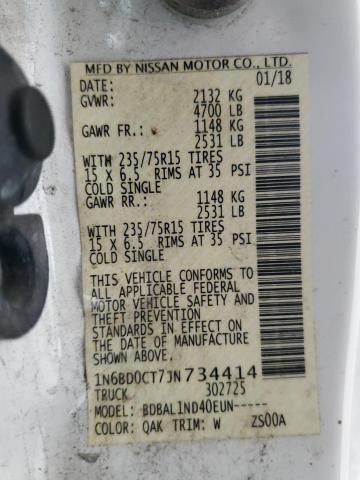 MFD BY NISSAN MOTOR CO., LTD.
DATE: 01/18
GVWR: 2132 KG
4700 LB
GAWR FR.: 1148 KG
2531 LB
WITH 235/75R15 TIRES
15 X 6.5 RIMS AT 35 PSI
COLD SINGLE
GAWR RR.: 1148 KG
2531 LB
WITH 235/75R15 TIRES
15 X 6.5 RIMS AT 35 PSI
COLD SINGLE
THIS VEHICLE CONFORMS TO
ALL APPLICABLE FEDERAL
MOTOR VEHICLE SAFETY AND
THEFT PREVENTION
STANDARDS IN EFFECT ON
THE DATE OF MANUFACTURE
SHOWN ABOVE.
1N6BD0CT7JN734414
TRUCK 302725
MODEL: BDBAL1ND40EUN-----
COLOR: QAK TRIM: W ZS00A